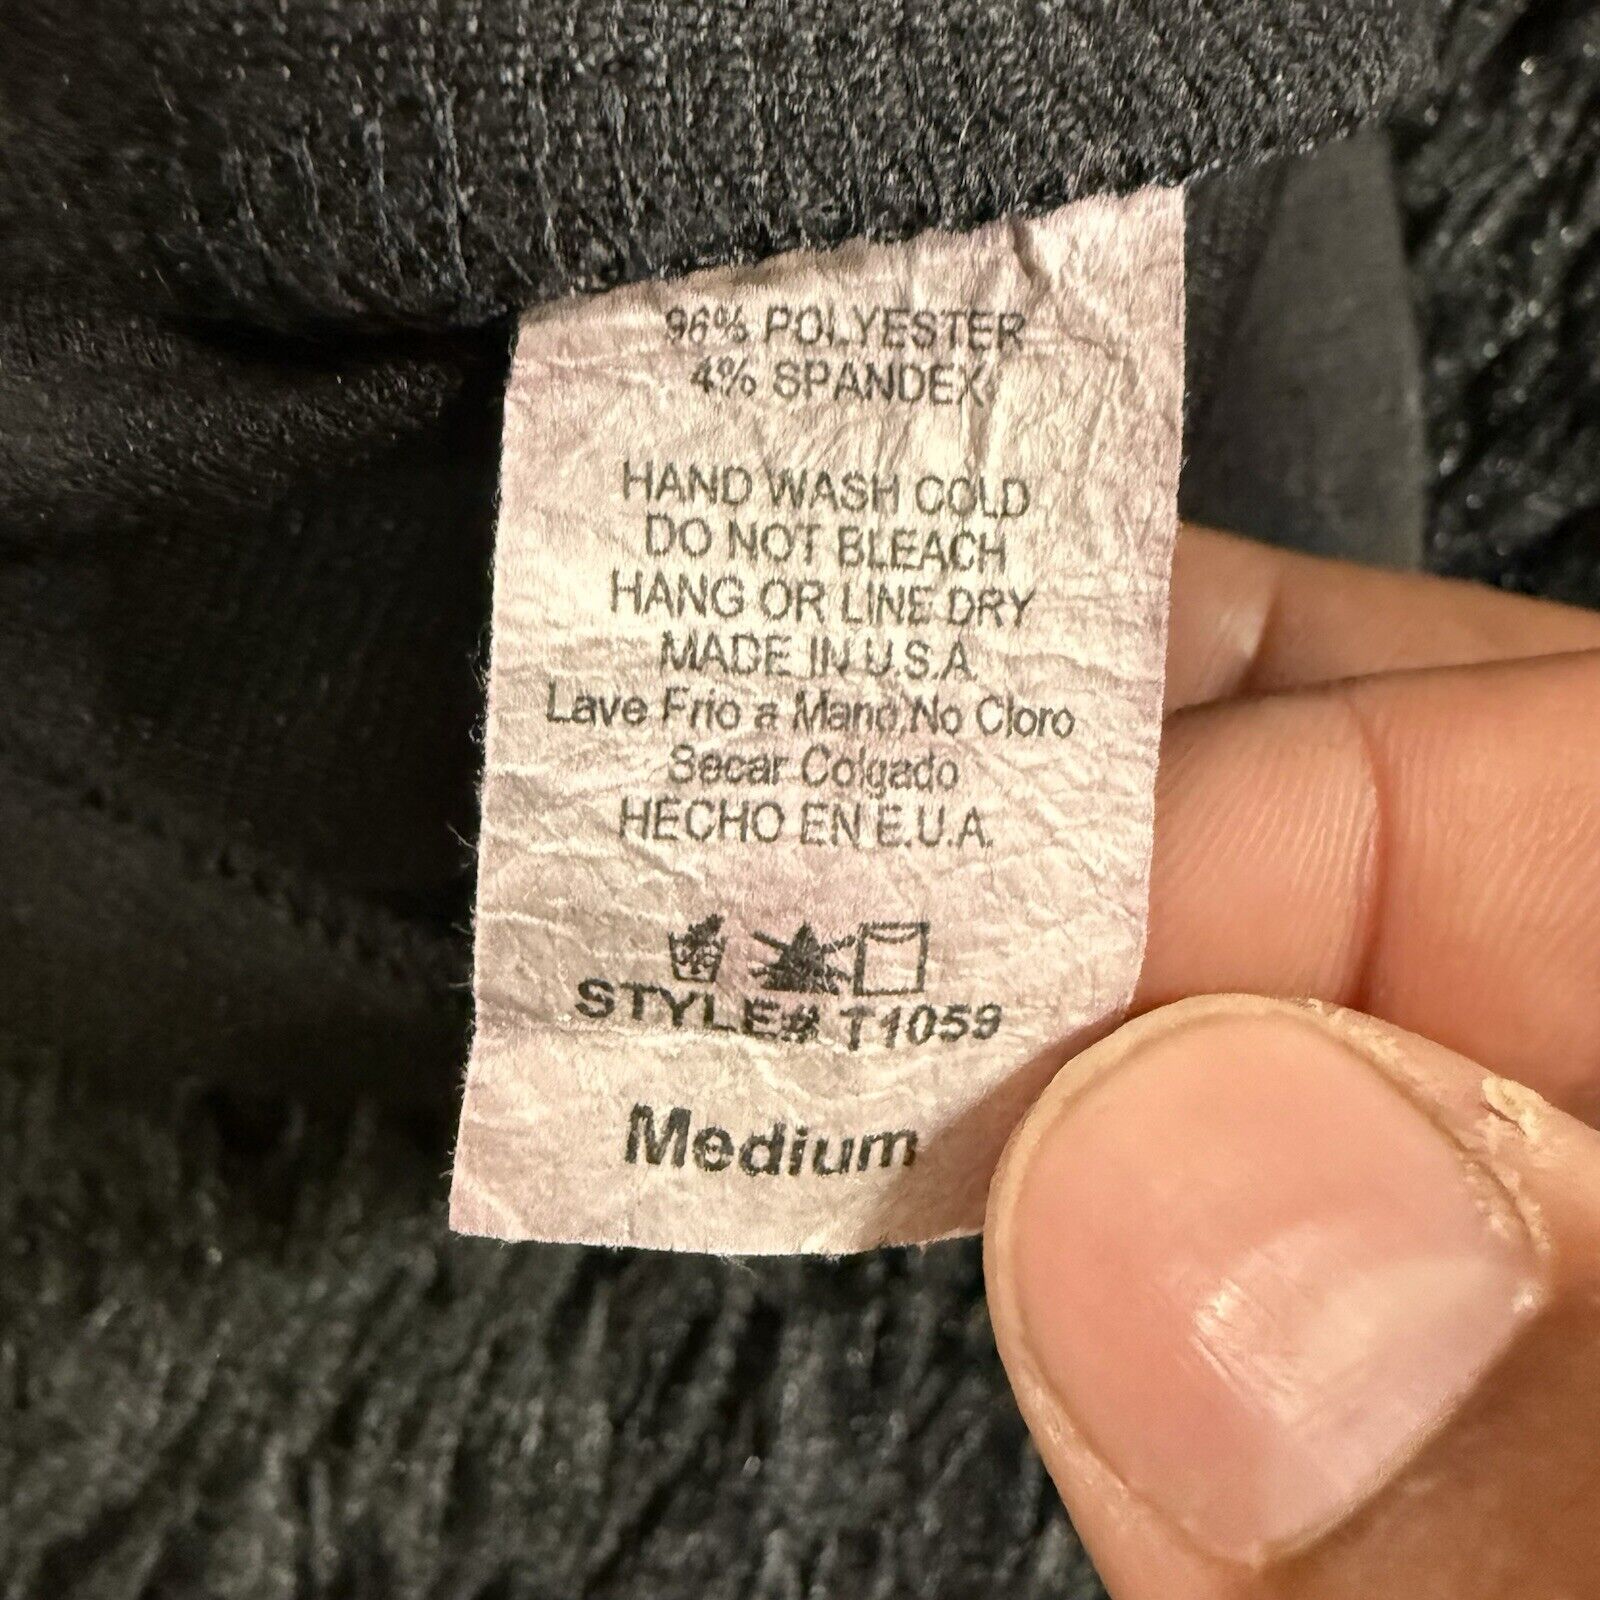 96% POLYESTER
4% SPANDEX
HAND WASH COLD
DO NOT BLEACH
HANG OR LINE DRY
MADE IN U.S.A.
Lave Frio a Mano,No Cloro
Secar Colgado
HECHO EN E.U.A.
STYLE# T1059
Medium